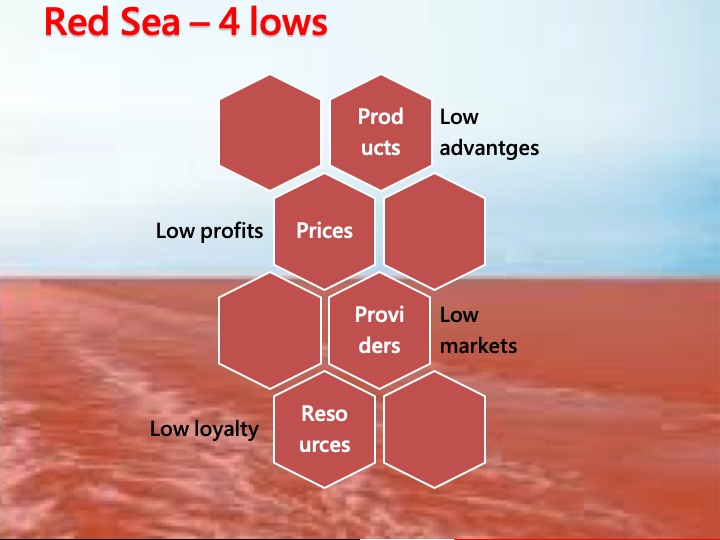 Red Sea – 4 lows
Prod
ucts
Low
advantges
Low profits
Prices
Provi
ders
Low
markets
Low loyalty
Reso
urces